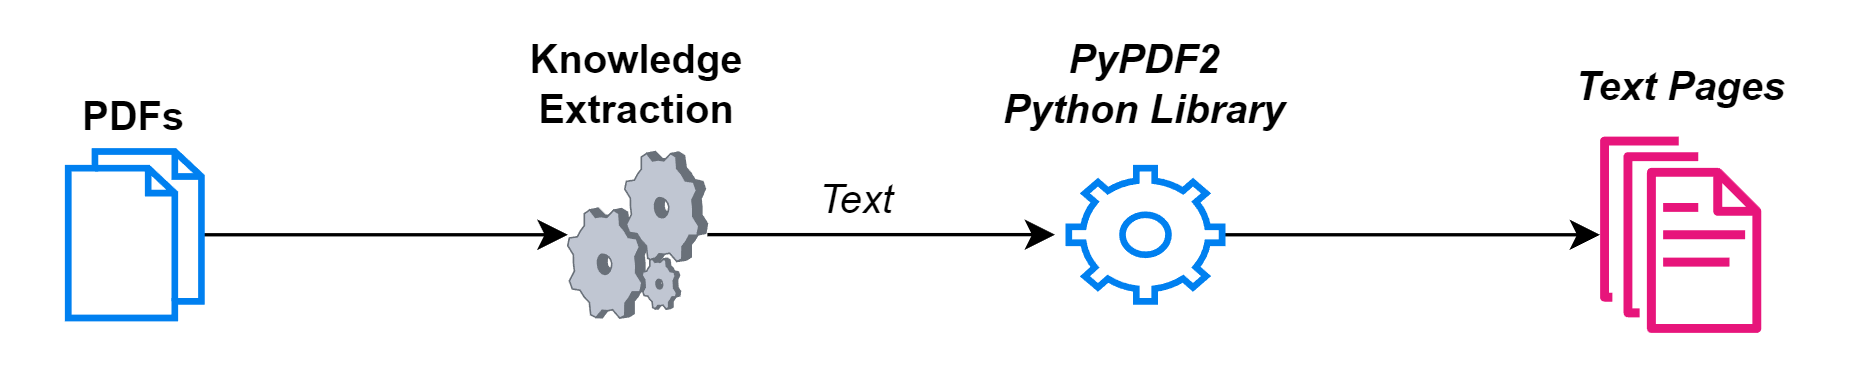 PDFs
Knowledge
Extraction
Text
PyPDF2
Python Library
Text Pages